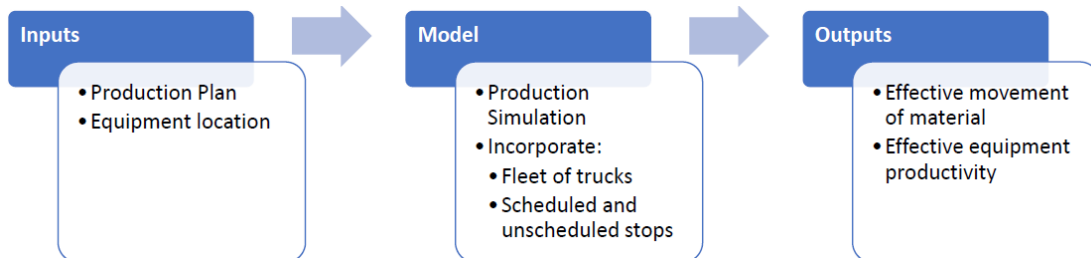 Inputs
• Production Plan
• Equipment location
Model
• Production
Simulation
• Incorporate:
• Fleet of trucks
• Scheduled and
unscheduled stops
Outputs
• Effective movement
of material
• Effective equipment
productivity